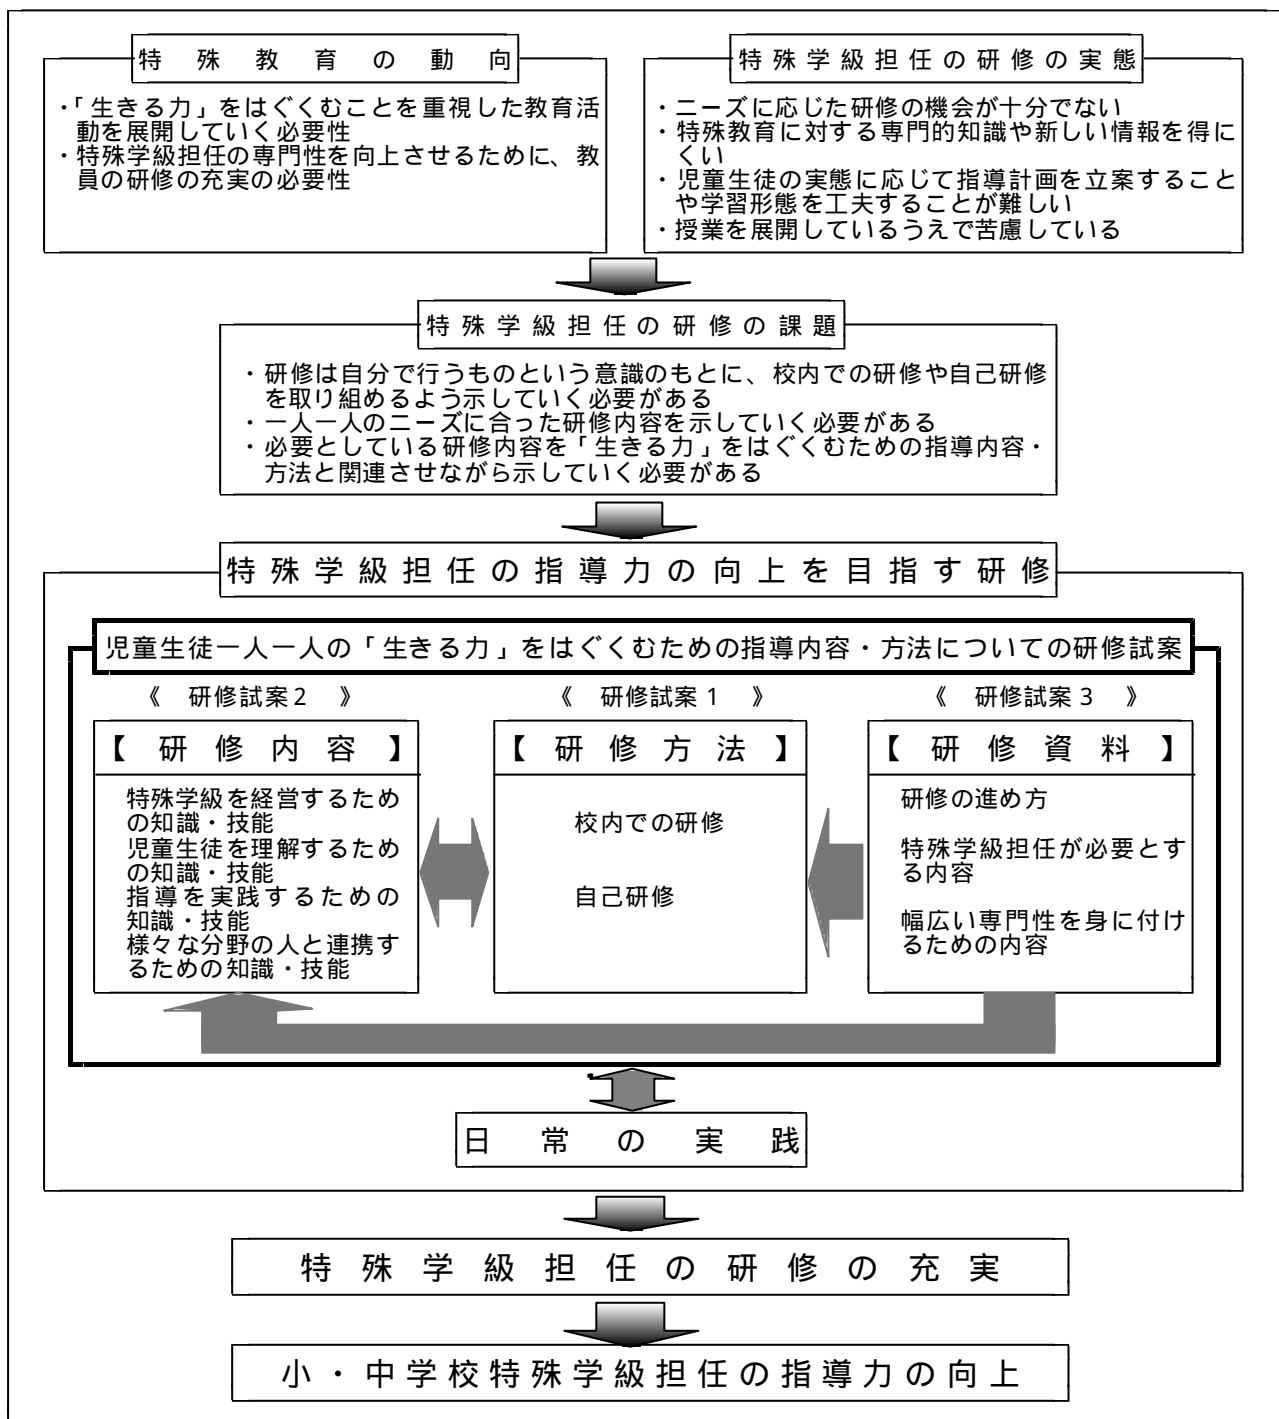 特殊教育の動向
・「生きる力」をはぐくむことを重視した教育活
動を展開していく必要性
・特殊学級担任の専門性を向上させるために、教
員の研修の充実の必要性
特殊学級担任の研修の実態
・ニーズに応じた研修の機会が十分でない
・特殊教育に対する専門的知識や新しい情報を得に
くい
・児童生徒の実態に応じて指導計画を立案すること
や学習形態を工夫することが難しい
・授業を展開しているうえで苦慮している
特殊学級担任の研修の課題
・研修は自分で行うものという意識のもとに、校内での研修や自己研修
を取り組めるよう示していく必要がある
・一人一人のニーズに合った研修内容を示していく必要がある
・必要としている研修内容を「生きる力」をはぐくむための指導内容・
方法と関連させながら示していく必要がある
特殊学級担任の指導力の向上を目指す研修
児童生徒一人一人の「生きる力」をはぐくむための指導内容・方法についての研修試案
《 研修試案2 》
【研修内容】
特殊学級を経営するため
の知識・技能
児童生徒を理解するため
の知識・技能
指導を実践するための
知識・技能
様々な分野の人と連携す
るための知識・技能
《 研修試案1 》
【研修方法】
校内での研修
自己研修
《 研修試案3 》
【研修資料】
研修の進め方
特殊学級担任が必要とす
る内容
幅広い専門性を身に付け
るための内容
日常の実践
特殊学級担任の研修の充実
小・中学校特殊学級担任の指導力の向上